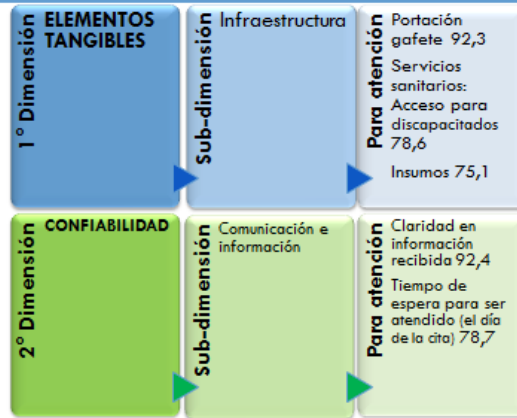 1° Dimensión
ELEMENTOS
TANGIBLES
Sub-dimensión
Infraestructura
Para atención
Portación
gafete 92,3
Servicios
sanitarios:
Acceso para
discapacitados
78,6
Insumos 75,1
2° Dimensión
CONFIABILIDAD
Sub-dimensión
Comunicación e
información
Para atención
Claridad en
información
recibida 92,4
Tiempo de
espera para ser
atendido (el día
de la cita) 78,7